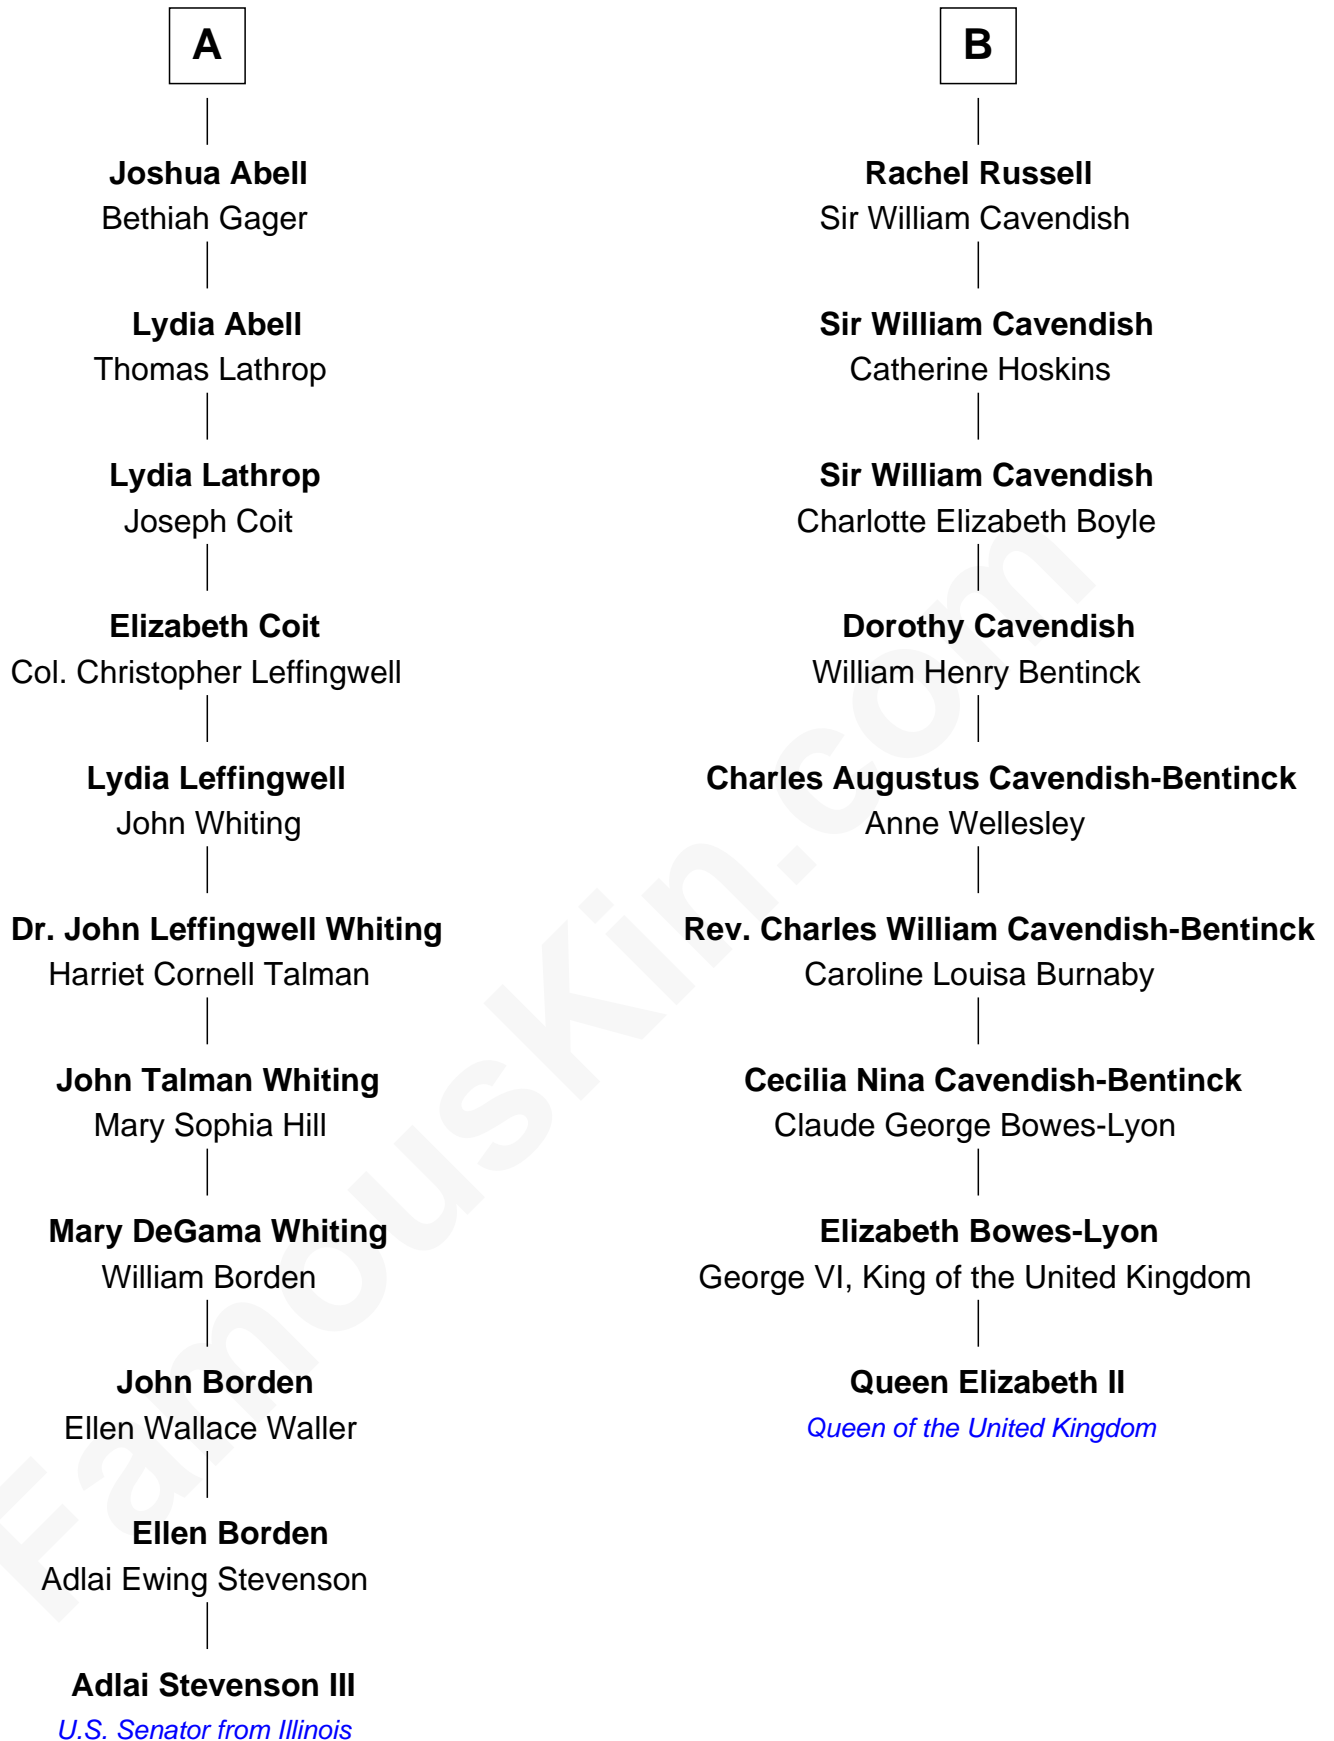 A
Joshua Abell
Bethiah Gager
Lydia Abell
Thomas Lathrop
Lydia Lathrop
Joseph Coit
Elizabeth Coit
Col. Christopher Leffingwell
Lydia Leffingwell
John Whiting
Dr. John Leffingwell Whiting
Harriet Cornell Talman
John Talman Whiting
Mary Sophia Hill
Mary DeGama Whiting
William Borden
John Borden
Ellen Wallace Waller
Ellen Borden
Adlai Ewing Stevenson
Adlai Stevenson III
U.S. Senator from Illinois
B
Rachel Russell
Sir William Cavendish
Sir William Cavendish
Catherine Hoskins
Sir William Cavendish
Charlotte Elizabeth Boyle
Dorothy Cavendish
William Henry Bentinck
Charles Augustus Cavendish-Bentinck
Anne Wellesley
Rev. Charles William Cavendish-Bentinck
Caroline Louisa Burnaby
Cecilia Nina Cavendish-Bentinck
Claude George Bowes-Lyon
Elizabeth Bowes-Lyon
George VI, King of the United Kingdom
Queen Elizabeth II
Queen of the United Kingdom
FamousKin.com